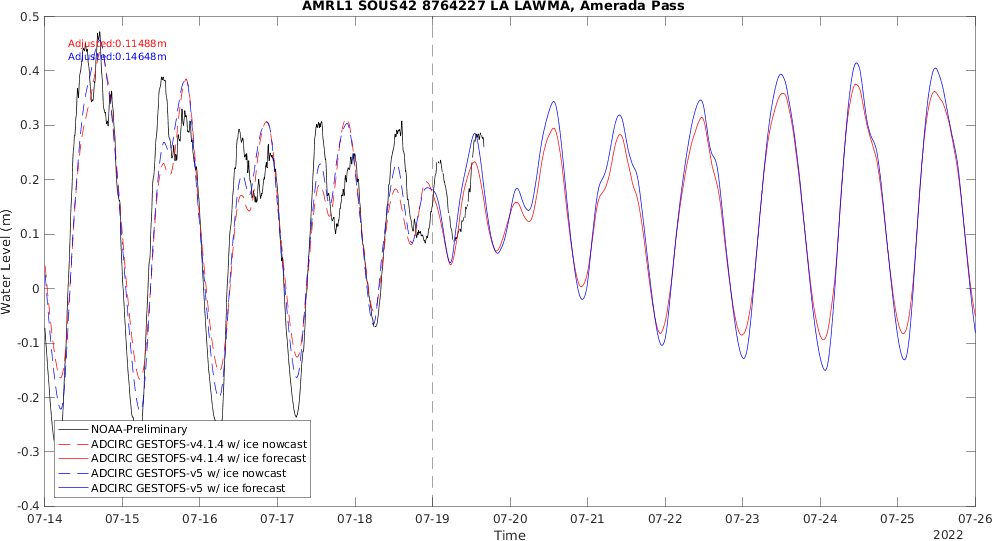 AMRL1 SOUS42 8764227 LA LAWMA, Amerada Pass
Adjusted:0.11488m
Adjusted:0.14648m
Water Level (m)
0.5
0.4
0.3
0.2
0.1
0
-0.1
-0.2
-0.3
-0.4
NOAA-Preliminary
ADCIRC GESTOFS-v4.1.4 w/ ice nowcast
ADCIRC GESTOFS-v4.1.4 w/ ice forecast
ADCIRC GESTOFS-v5 w/ ice nowcast
ADCIRC GESTOFS-v5 w/ ice forecast
07-14 07-15 07-16 07-17 07-18 07-19 07-20 07-21 07-22 07-23 07-24 07-25 07-26
Time
2022